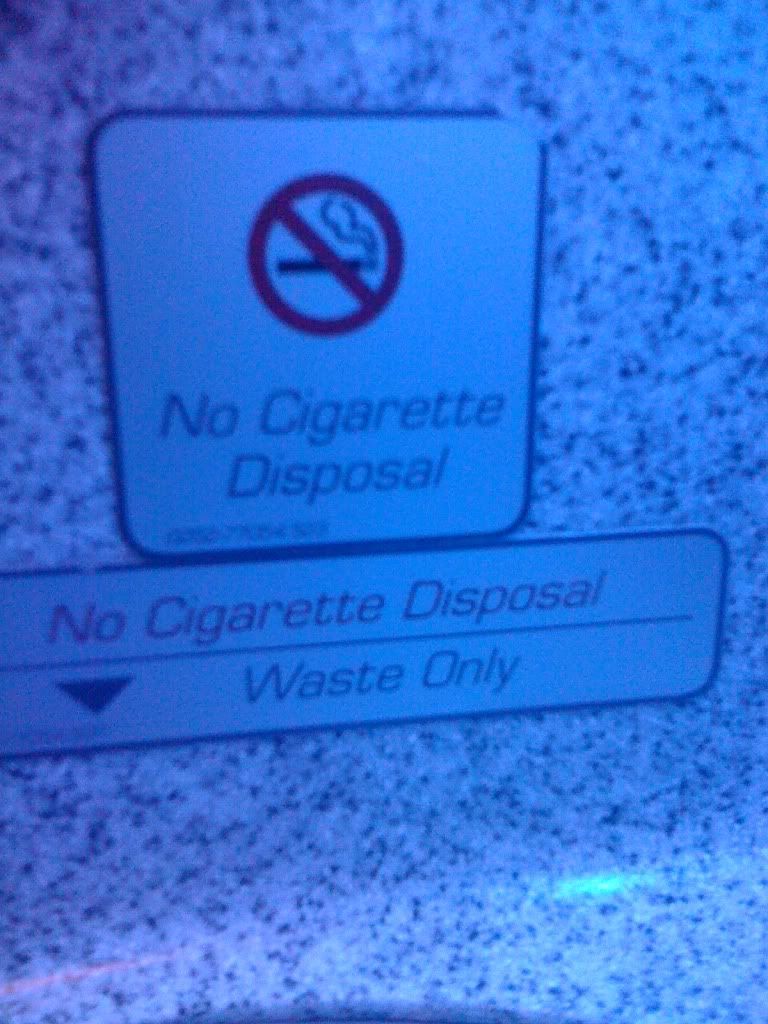 No Cigarette
Disposal
No Cigarette Disposal
Waste Only